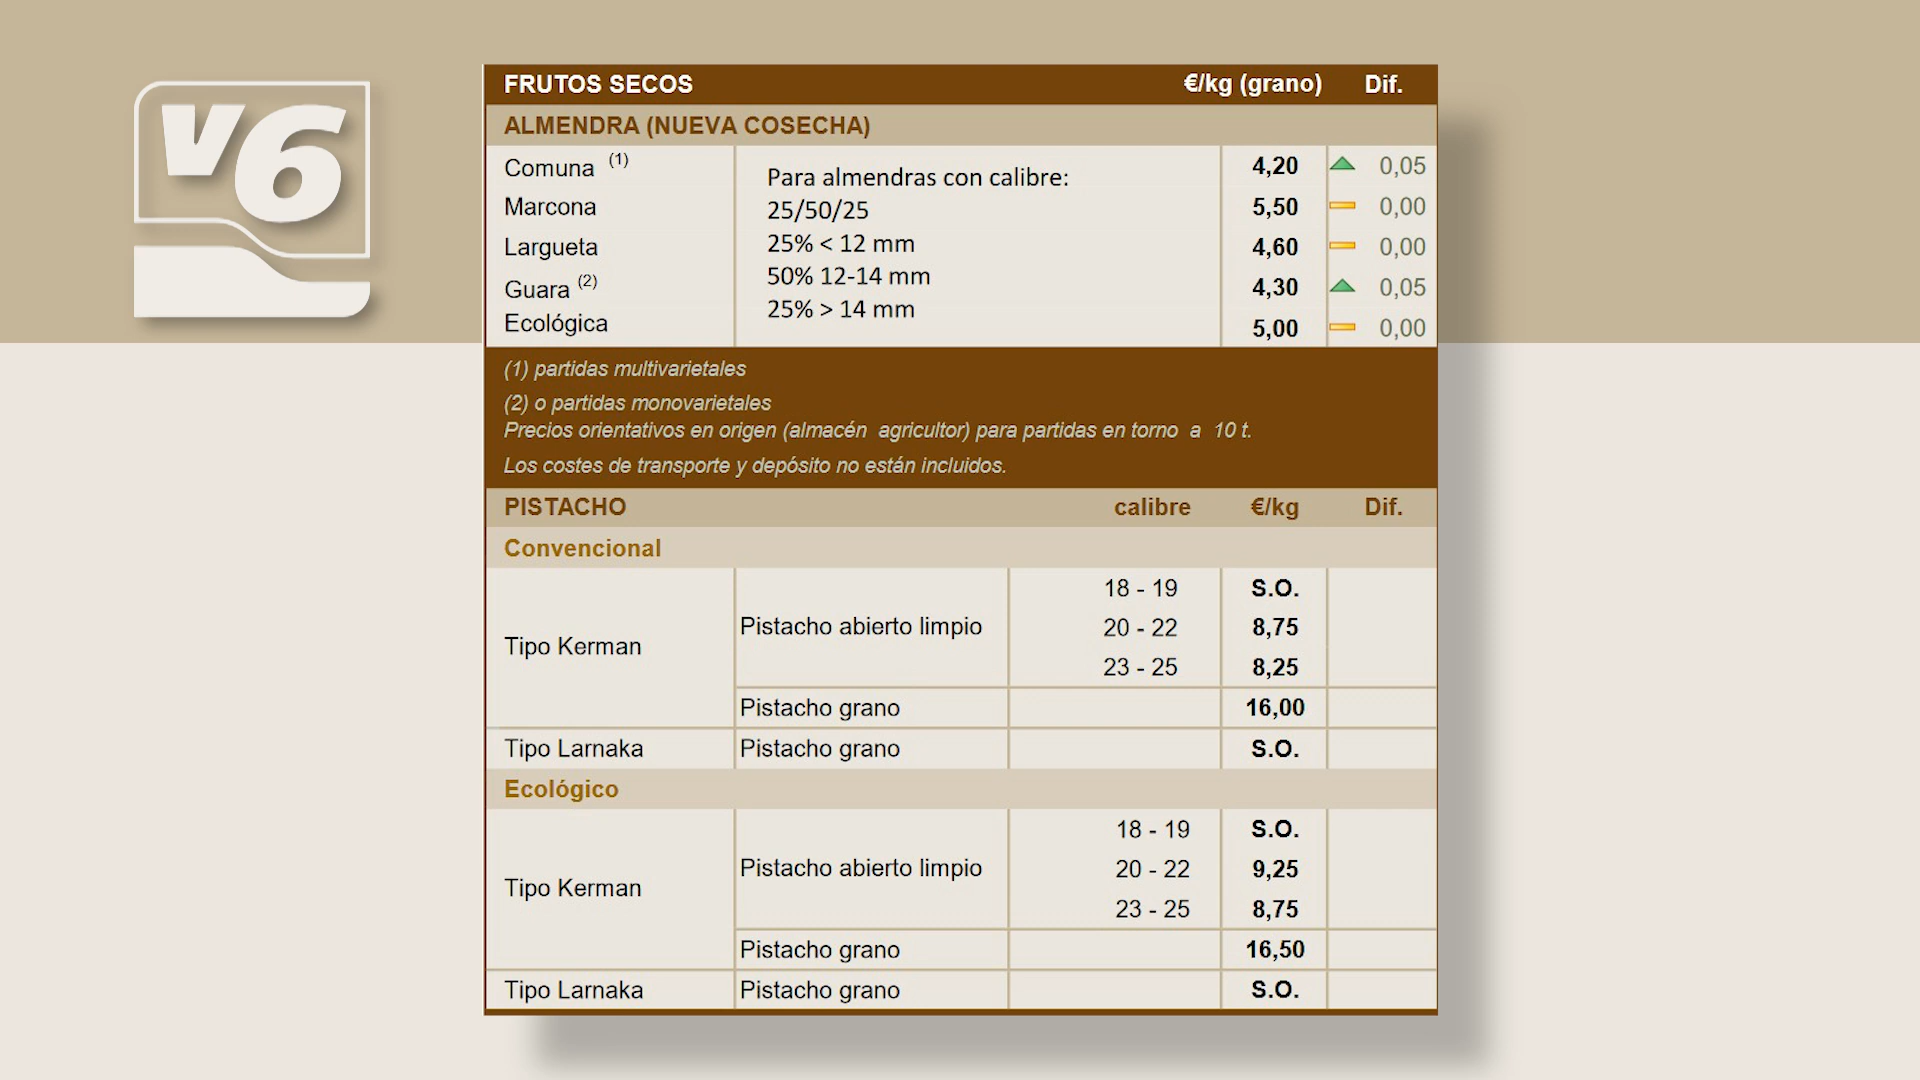 v6
FRUTOS SECOS €/kg (grano) Dif.
ALMENDRA (NUEVA COSECHA)
Comuna (1) 4,20 0,05
Para almendras con calibre:
Marcona 25/50/25 5,50 0,00
Largueta 25% < 12 mm 4,60 0,00
Guara (2) 50% 12-14 mm 4,30 0,05
Ecológica 25% > 14 mm 5,00 0,00
(1) partidas multivarietales
(2) o partidas monovarietales
Precios orientativos en origen (almacén agricultor) para partidas en torno a 10 t.
Los costes de transporte y depósito no están incluidos.
PISTACHO calibre €/kg Dif.
Convencional
18 - 19 S.O.
Pistacho abierto limpio 20 - 22 8,75
Tipo Kerman
23 - 25 8,25
Pistacho grano 16,00
Tipo Larnaka Pistacho grano S.O.
Ecológico
18 - 19 S.O.
Pistacho abierto limpio 20 - 22 9,25
Tipo Kerman
23 - 25 8,75
Pistacho grano 16,50
Tipo Larnaka Pistacho grano S.O.